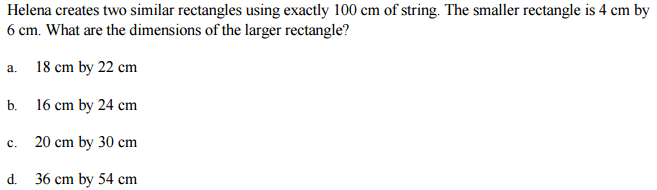 Helena creates two similar rectangles using exactly 100 cm of string. The smaller rectangle is 4 cm by
6 cm. What are the dimensions of the larger rectangle?
a. 18 cm by 22 cm
b. 16 cm by 24 cm
c. 20 cm by 30 cm
d. 36 cm by 54 cm